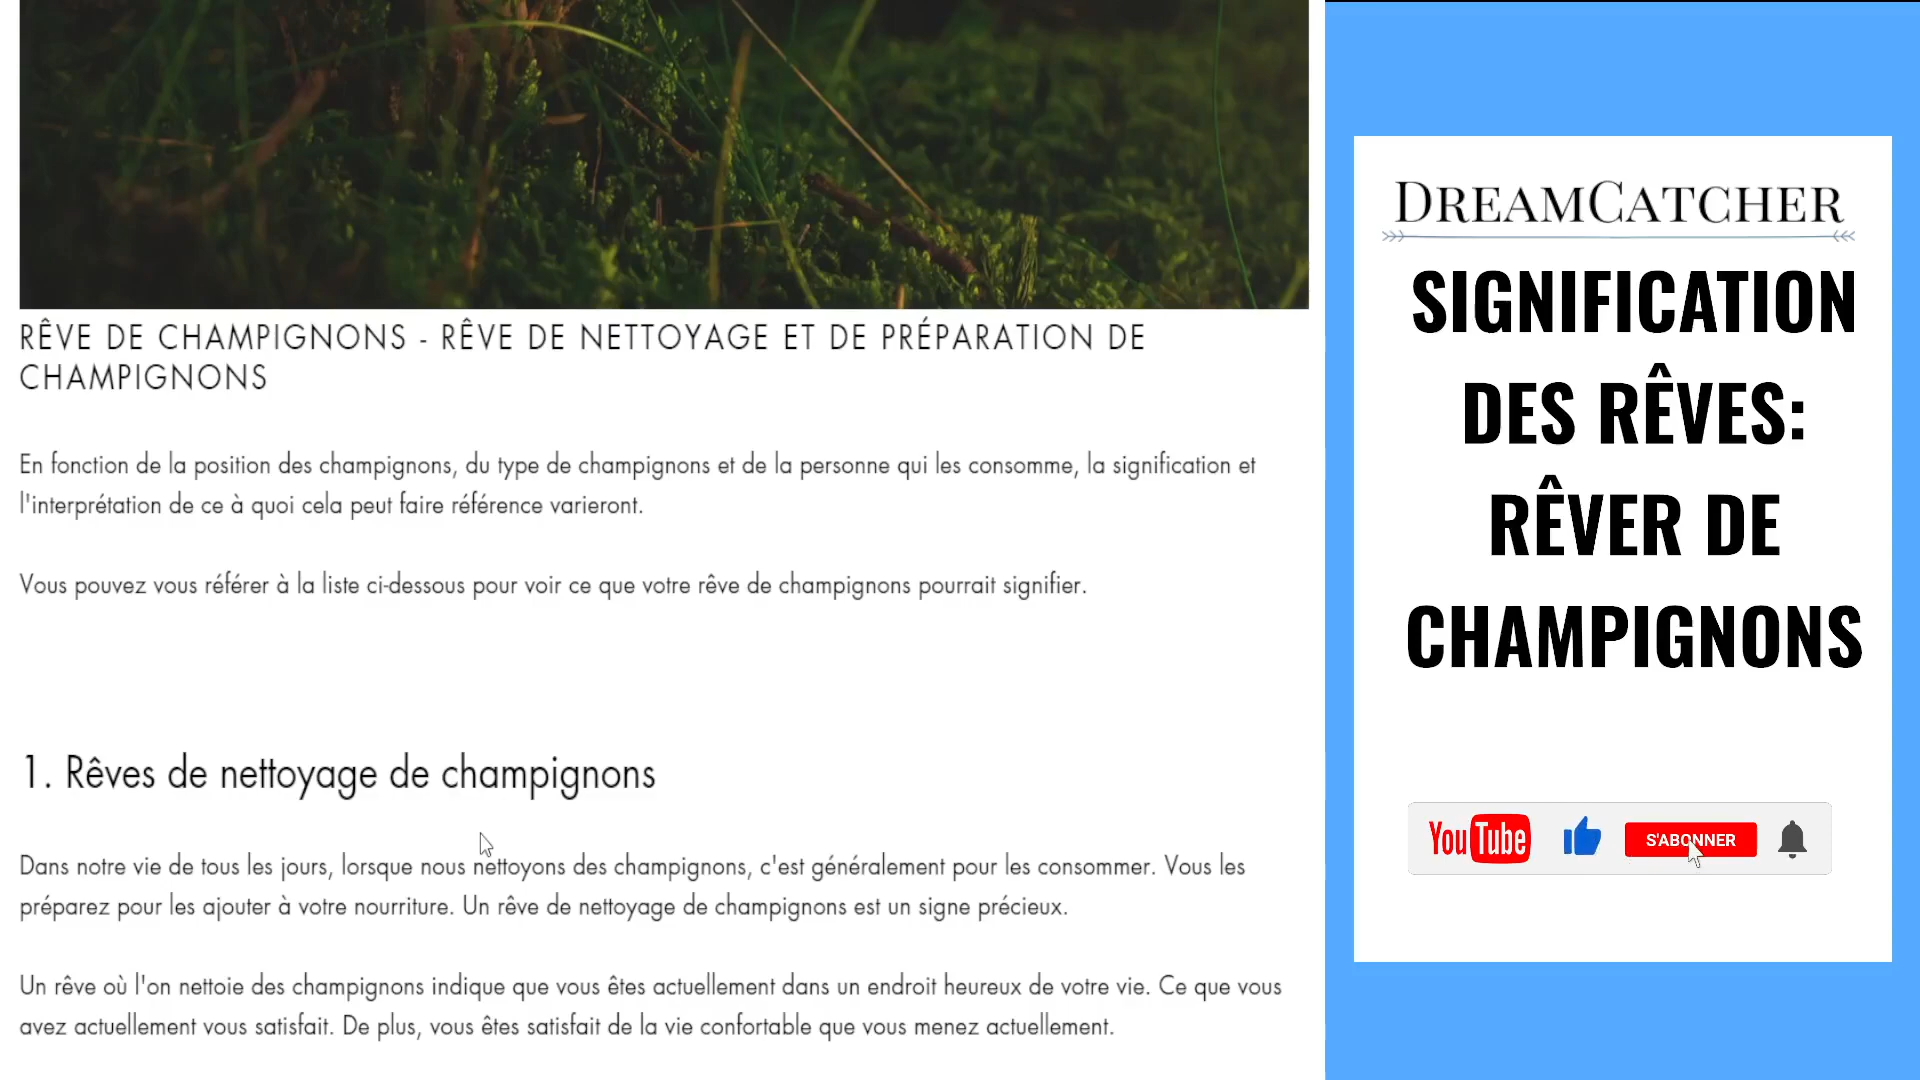 RÊVE DE CHAMPIGNONS - RÊVE DE NETTOYAGE ET DE PRÉPARATION DE
CHAMPIGNONS
En fonction de la position des champignons, du type de champignons et de la personne qui les consomme, la signification et
l'interprétation de ce à quoi cela peut faire référence varieront.
Vous pouvez vous référer à la liste ci-dessous pour voir ce que votre rêve de champignons pourrait signifier.
1. Rêves de nettoyage de champignons
Dans notre vie de tous les jours, lorsque nous nettoyons des champignons, c'est généralement pour les consommer. Vous les
préparez pour les ajouter à votre nourriture. Un rêve de nettoyage de champignons est un signe précieux.
Un rêve où l'on nettoie des champignons indique que vous êtes actuellement dans un endroit heureux de votre vie. Ce que vous
avez actuellement vous satisfait. De plus, vous êtes satisfait de la vie confortable que vous menez actuellement.
DREAMCATCHER
SIGNIFICATION
DES RÊVES:
RÊVER DE
CHAMPIGNONS
YouTube
S'ABONNER